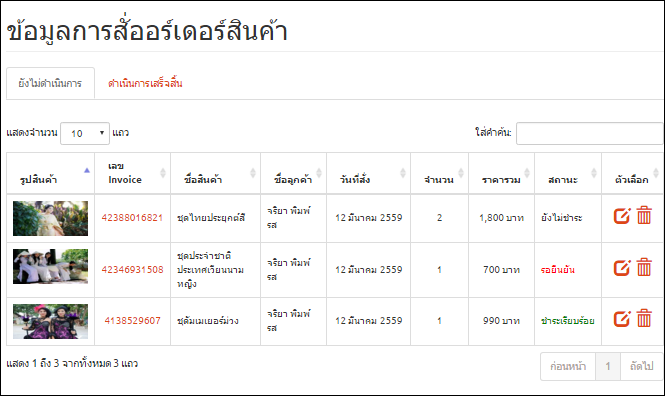 ข้อมูลการสั่ออร์เดอร์สินค้า
ยังไม่ดำเนินการ ดำเนินการเสร็จสิ้น
แสดงจำนวน 10 แถว ใส่คำค้น:
รูปสินค้า เลข Invoice ชื่อสินค้า ชื่อลูกค้า วันที่สั่ง จำนวน ราคารวม สถานะ ตัวเลือก
42388016821 ชุดไทยประยุกต์สี จริยา พิมพ์รส 12 มีนาคม 2559 2 1,800 บาท ยังไม่ชำระ
42346931508 ชุดประจำชาติประเทศเวียนนามหญิง จริยา พิมพ์รส 12 มีนาคม 2559 1 700 บาท รอยืนยัน
4138529607 ชุดัมเมเยอร์ม่วง จริยา พิมพ์รส 12 มีนาคม 2559 1 990 บาท ชำระเรียบร้อย
แสดง 1 ถึง 3 จากทั้งหมด 3 แถว ก่อนหน้า 1 ถัดไป